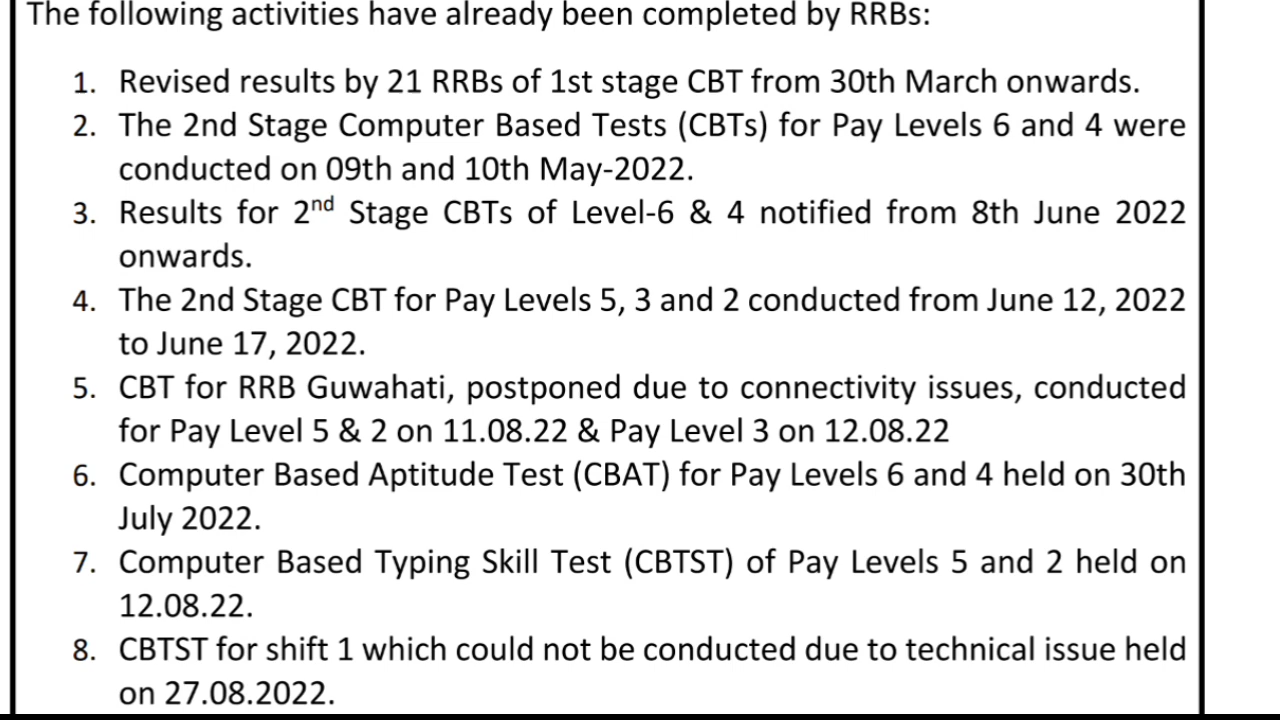 The following activities have already been completed by RRBs:
1. Revised results by 21 RRBs of 1st stage CBT from 30th March onwards.
2. The 2nd Stage Computer Based Tests (CBTs) for Pay Levels 6 and 4 were
conducted on 09th and 10th May-2022.
3. Results for 2nd Stage CBTs of Level-6 & 4 notified from 8th June 2022
onwards.
4. The 2nd Stage CBT for Pay Levels 5, 3 and 2 conducted from June 12, 2022
to June 17, 2022.
5. CBT for RRB Guwahati, postponed due to connectivity issues, conducted
for Pay Level 5 & 2 on 11.08.22 & Pay Level 3 on 12.08.22
6. Computer Based Aptitude Test (CBAT) for Pay Levels 6 and 4 held on 30th
July 2022.
7. Computer Based Typing Skill Test (CBTST) of Pay Levels 5 and 2 held on
12.08.22.
8. CBTST for shift 1 which could not be conducted due to technical issue held
on 27.08.2022.